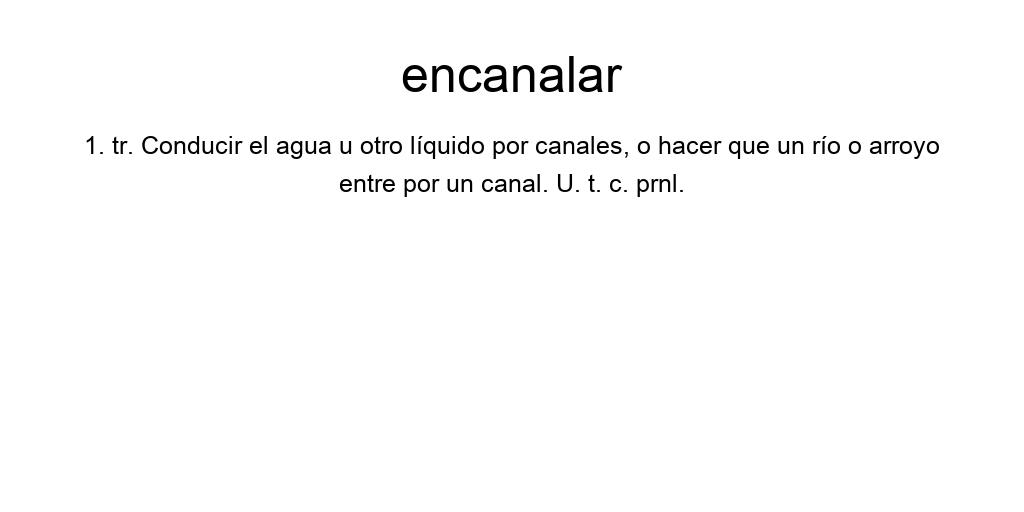 encanalar
1. tr. Conducir el agua u otro líquido por canales, o hacer que un río o arroyo
entre por un canal. U. t. c. prnl.